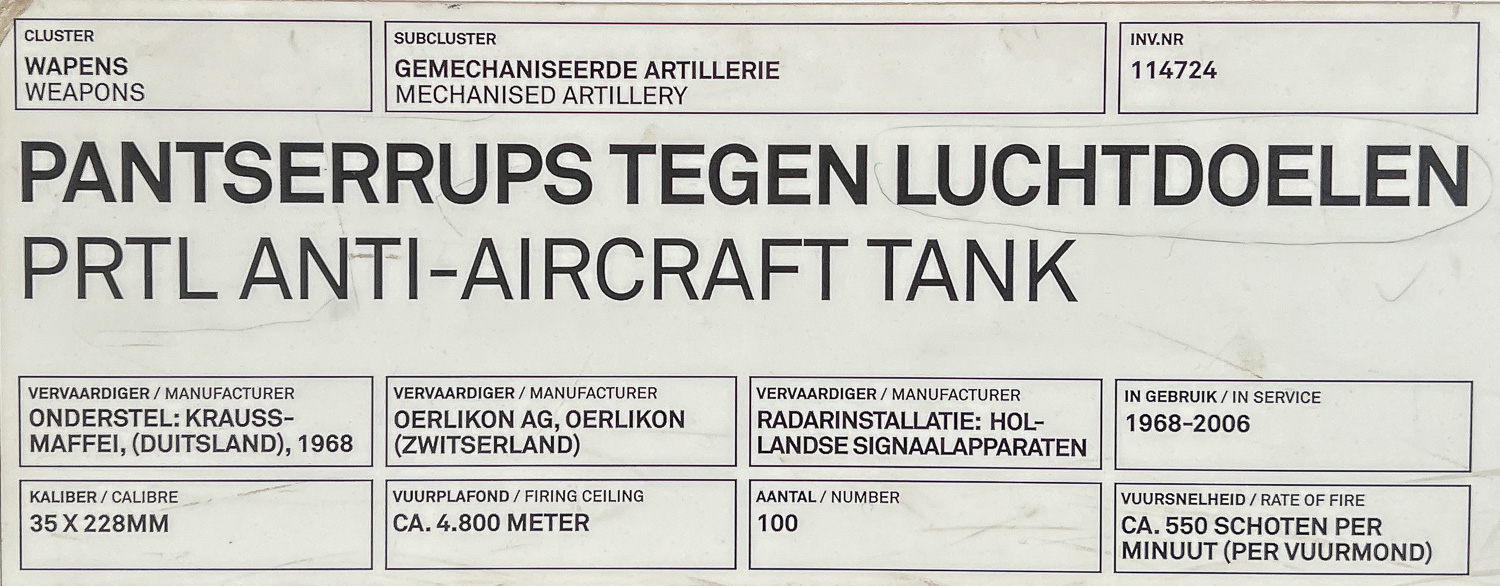 CLUSTER
WAPENS
WEAPONS
SUBCLUSTER
GEMECHANISEERDE ARTILLERIE
MECHANISED ARTILLERY
INV.NR
114724
PANTSERRUPS TEGEN LUCHTDOELEN
PRTL ANTI-AIRCRAFT TANK
VERVAARDIGER / MANUFACTURER
ONDERSTEL: KRAUSS-
MAFFEI, (DUITSLAND), 1968
VERVAARDIGER / MANUFACTURER
OERLIKON AG, OERLIKON
(ZWITSERLAND)
VERVAARDIGER / MANUFACTURER
RADARINSTALLATIE: HOL-
LANDSE SIGNAALAPPARATEN
IN GEBRUIK / IN SERVICE
1968-2006
KALIBER / CALIBRE
35 X 228MM
VUURPLAFOND / FIRING CEILING
CA. 4.800 METER
AANTAL / NUMBER
100
VUURSNELHEID / RATE OF FIRE
CA. 550 SCHOTEN PER
MINUUT (PER VUURMOND)